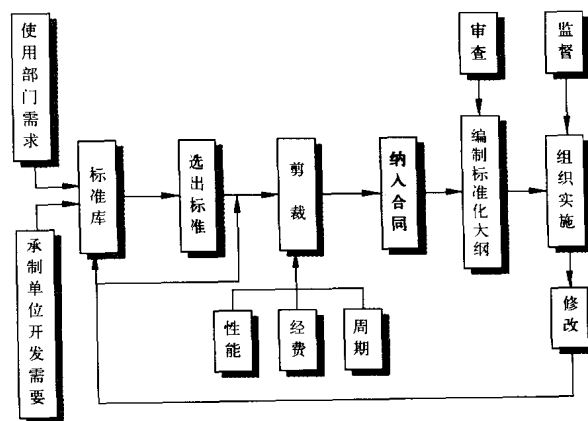 使用部门需求
承制单位开发需要
标准库
选出标准
剪裁
性能
经费
周期
纳入合同
审查
编制标准化大纲
监督
组织实施
修改